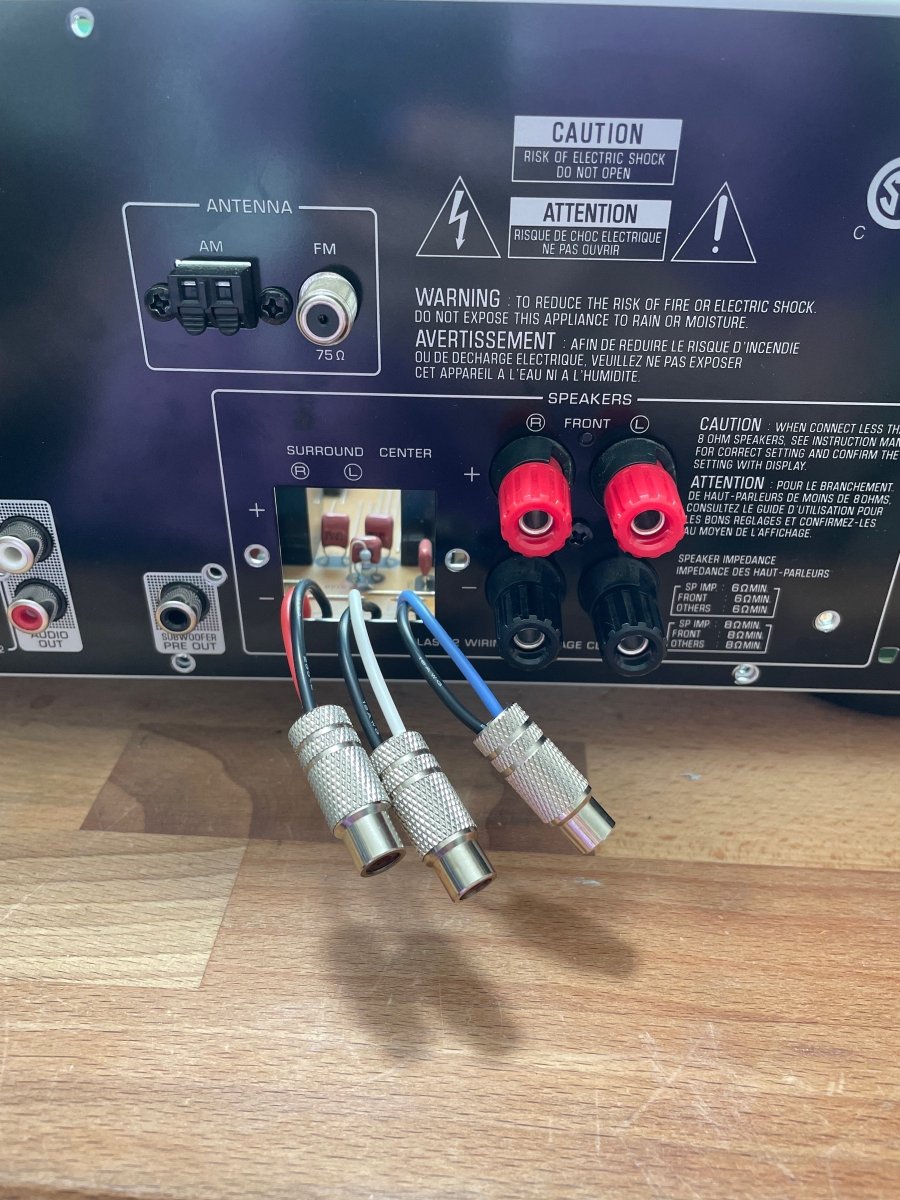 CAUTION
RISK OF ELECTRIC SHOCK
DO NOT OPEN
ATTENTION
RISQUE DE CHOC ELECTRIQUE
NE PAS OUVRIR
C
ANTENNA
AM
FM
75 Ω
WARNING : TO REDUCE THE RISK OF FIRE OR ELECTRIC SHOCK.
DO NOT EXPOSE THIS APPLIANCE TO RAIN OR MOISTURE.
AVERTISSEMENT : AFIN DE REDUIRE LE RISQUE D'INCENDIE
OU DE DECHARGE ELECTRIQUE, VEUILLEZ NE PAS EXPOSER
CET APPAREIL A L'EAU NI A L'HUMIDITE.
SPEAKERS
R FRONT L
SURROUND CENTER
R L
+ +
− −
CAUTION : WHEN CONNECT LESS THA
8 OHM SPEAKERS, SEE INSTRUCTION MAN
FOR CORRECT SETTING AND CONFIRM THE
SETTING WITH DISPLAY.
ATTENTION : POUR LE BRANCHEMENT
DE HAUT-PARLEURS DE MOINS DE 8 OHMS,
CONSULTEZ LE GUIDE D'UTILISATION POUR
LES BONS REGLAGES ET CONFIRMEZ-LES
AU MOYEN DE L'AFFICHAGE.
SPEAKER IMPEDANCE
IMPEDANCE DES HAUT-PARLEURS
SP IMP. : 6ΩMIN.
FRONT : 6ΩMIN.
OTHERS : 6ΩMIN.
SP IMP. : 8ΩMIN.
FRONT : 8ΩMIN.
OTHERS : 8ΩMIN.
AUDIO
OUT
SUBWOOFER
PRE OUT
LASS 2 WIRIN